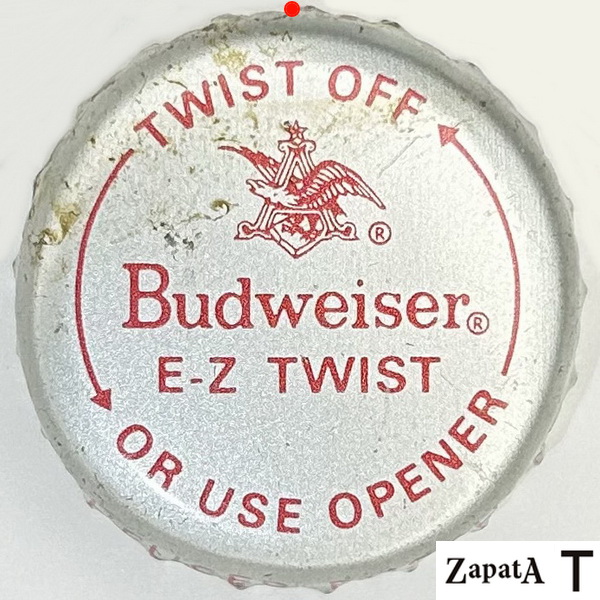 TWIST OFF
Budweiser®
®
E-Z TWIST
OR USE OPENER
ZapatA T